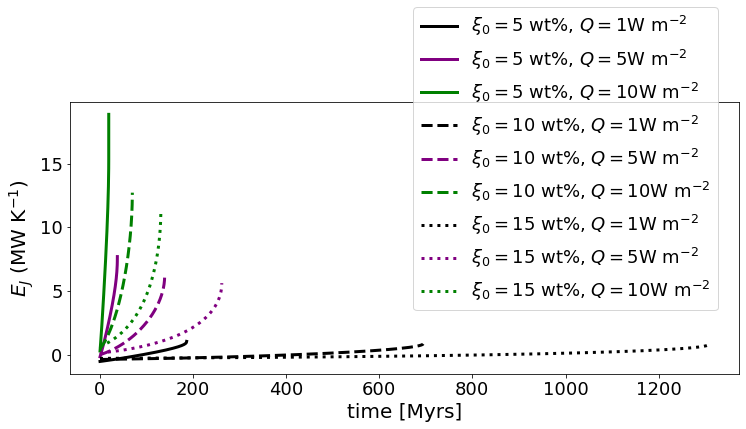 ξ₀ = 5 wt%, Q = 1W m⁻²
ξ₀ = 5 wt%, Q = 5W m⁻²
ξ₀ = 5 wt%, Q = 10W m⁻²
ξ₀ = 10 wt%, Q = 1W m⁻²
ξ₀ = 10 wt%, Q = 5W m⁻²
ξ₀ = 10 wt%, Q = 10W m⁻²
ξ₀ = 15 wt%, Q = 1W m⁻²
ξ₀ = 15 wt%, Q = 5W m⁻²
ξ₀ = 15 wt%, Q = 10W m⁻²
E_J (MW K⁻¹)
15
10
5
0
0 200 400 600 800 1000 1200
time [Myrs]